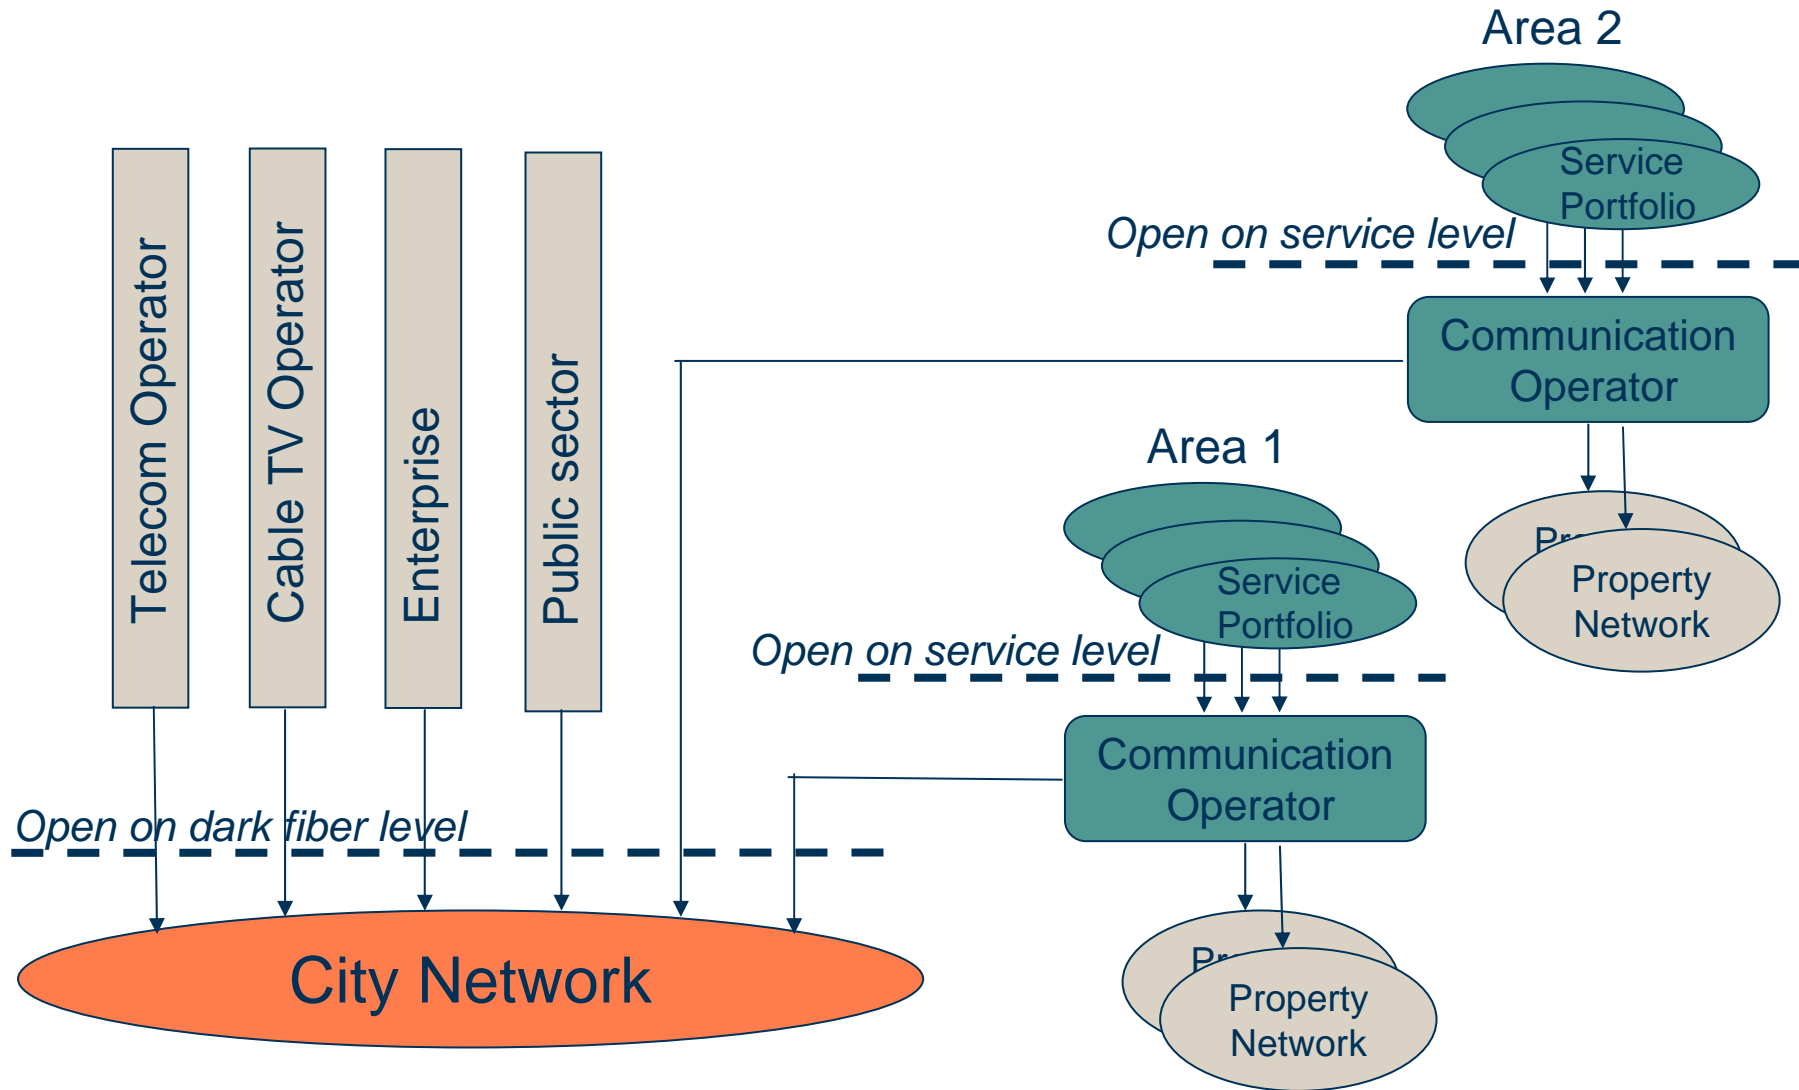 Area 2
Service
Portfolio
Open on service level
Communication
Operator
Property
Network
Area 1
Service
Portfolio
Open on service level
Communication
Operator
Property
Network
Telecom Operator
Cable TV Operator
Enterprise
Public sector
Open on dark fiber level
City Network